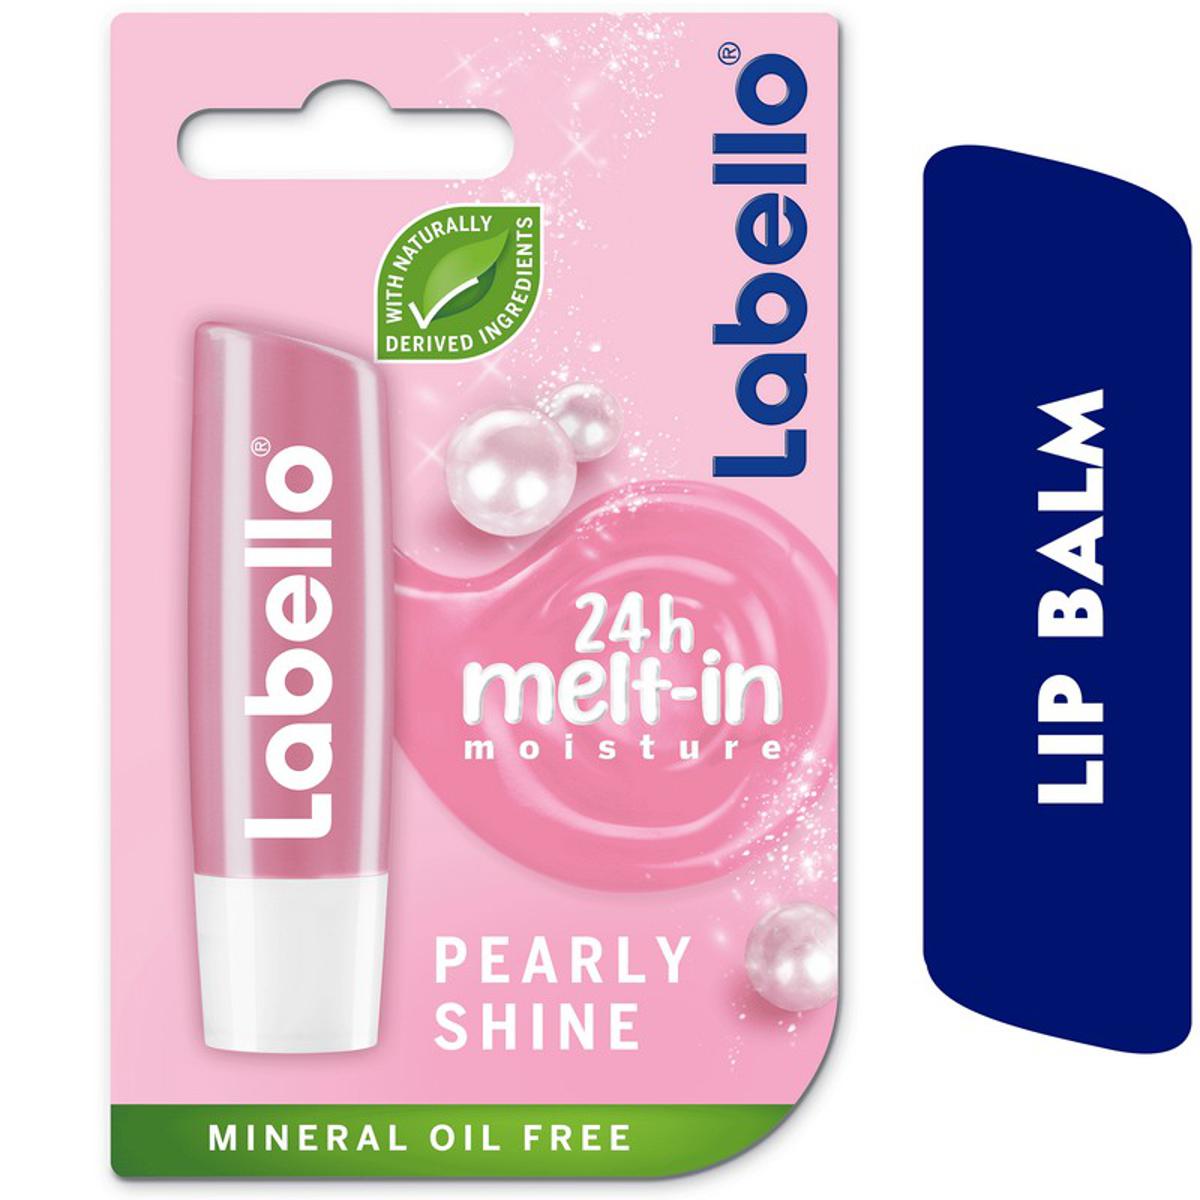 Labello®
WITH NATURALLY
DERIVED INGREDIENTS
Labello®
24h
melt-in
moisture
PEARLY
SHINE
MINERAL OIL FREE
LIP BALM